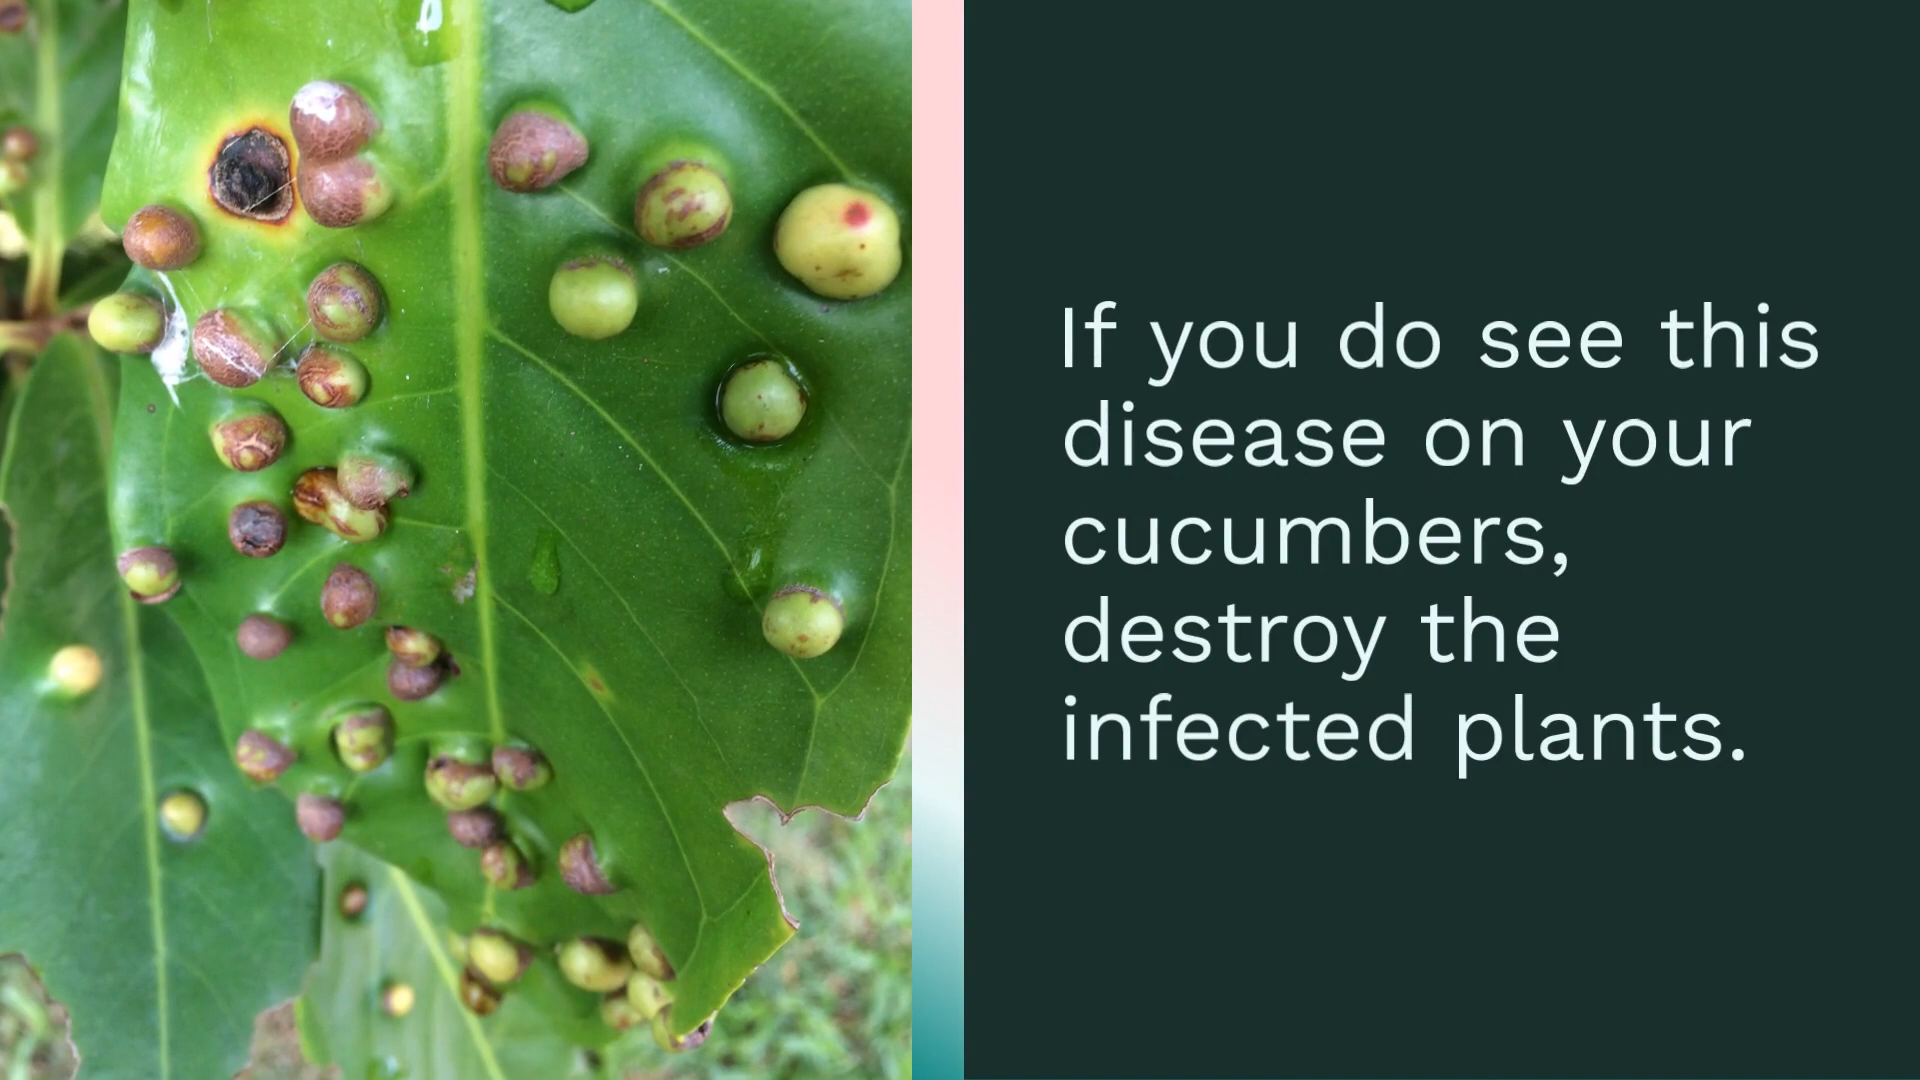 If you do see this
disease on your
cucumbers,
destroy the
infected plants.